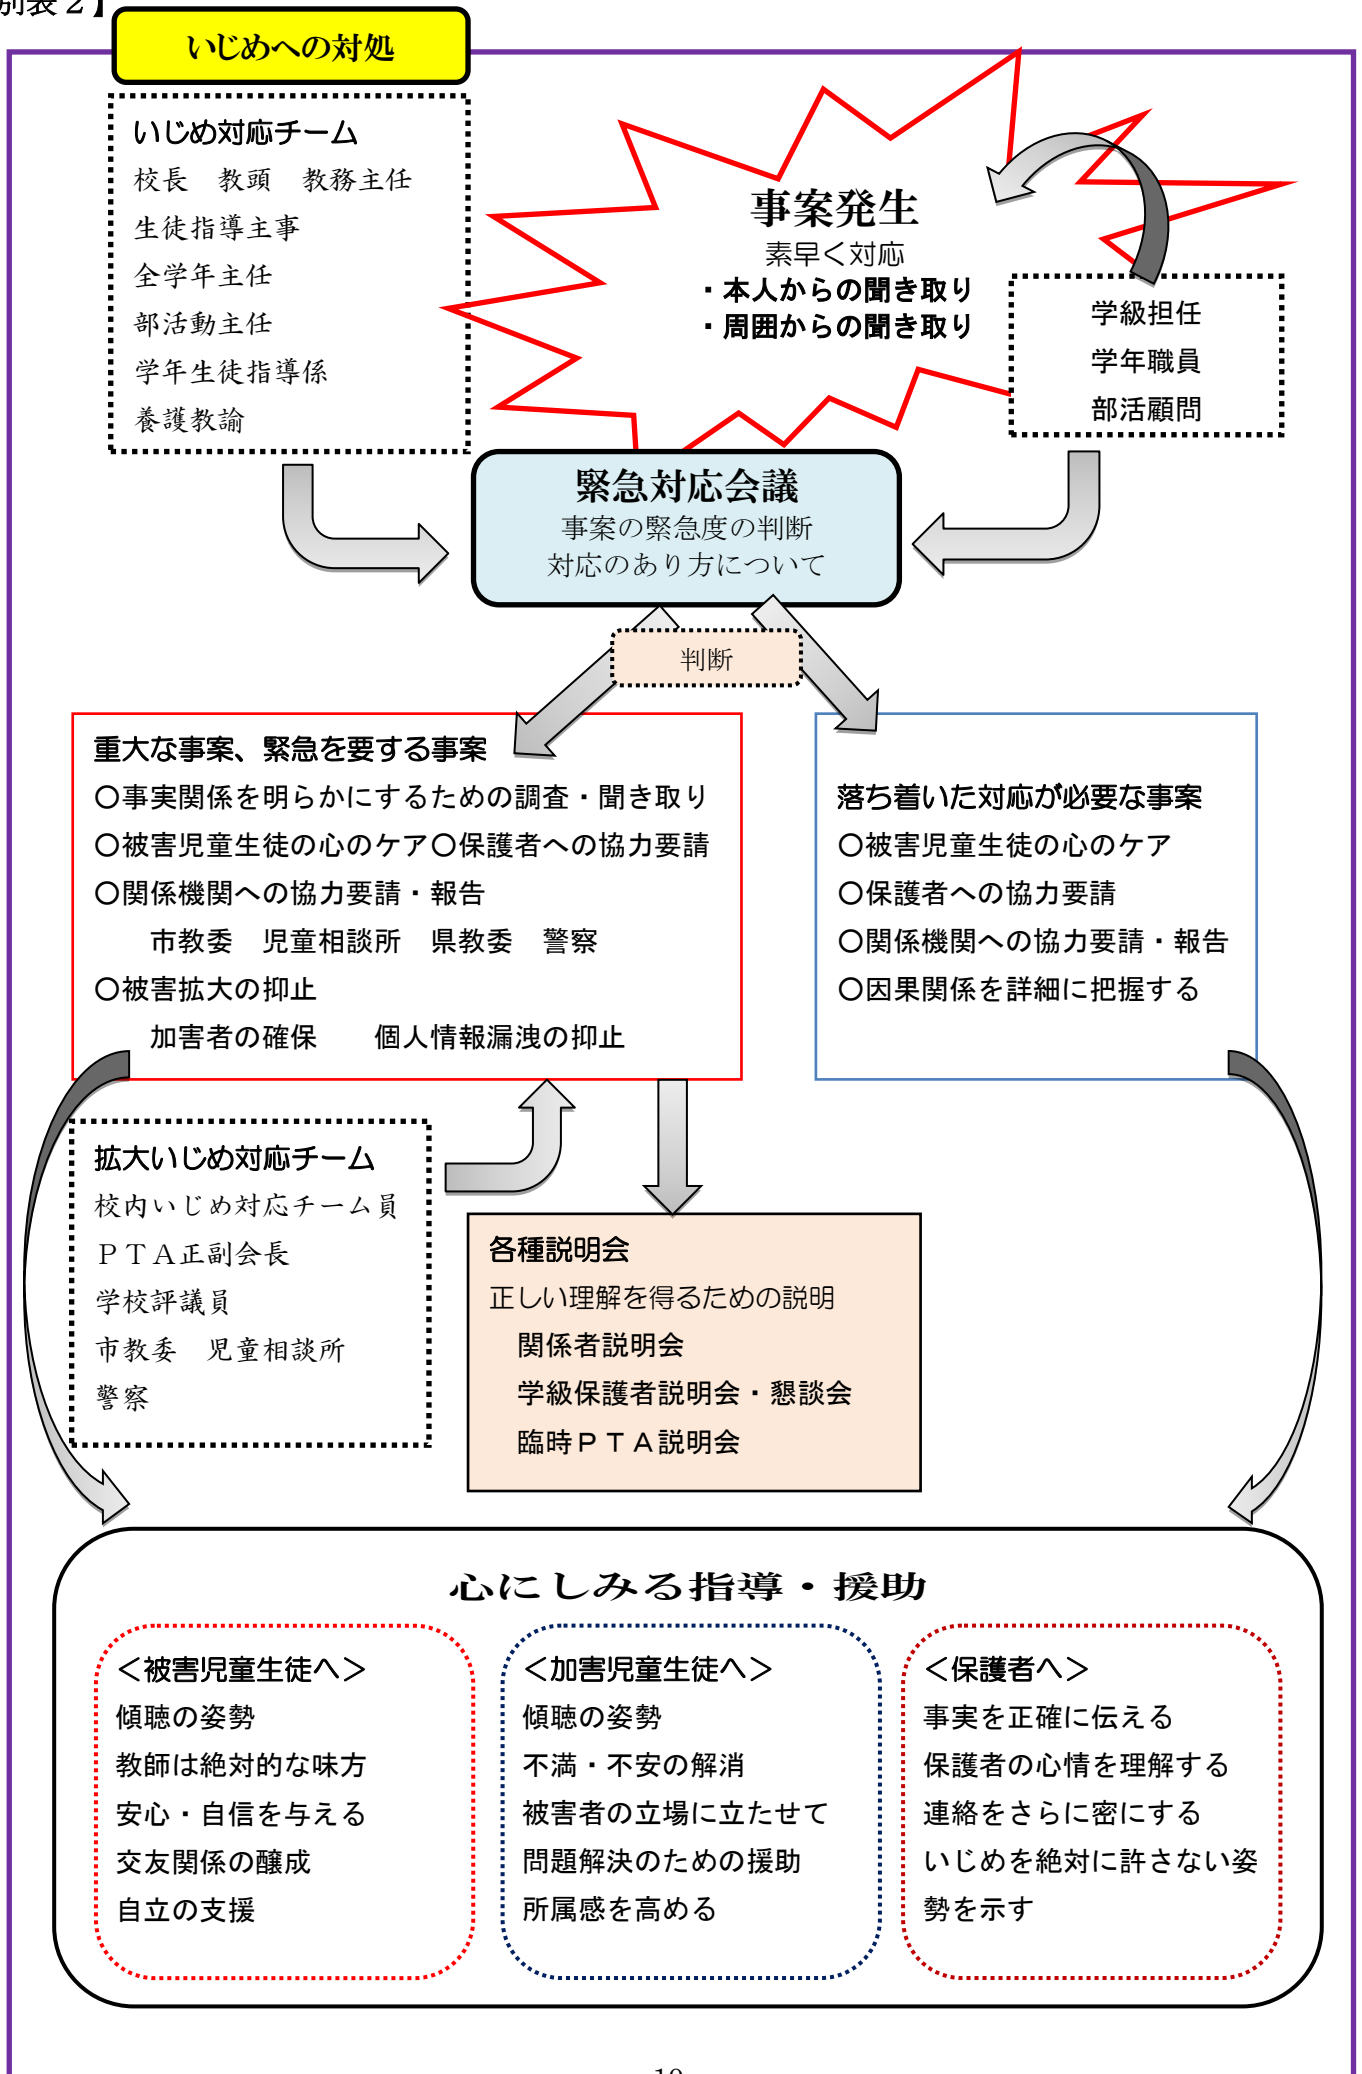 別表２】
いじめへの対処
いじめ対応チーム
校長　教頭　教務主任
生徒指導主事
全学年主任
部活動主任
学年生徒指導係
養護教諭
事案発生
素早く対応
・本人からの聞き取り
・周囲からの聞き取り
学級担任
学年職員
部活顧問
緊急対応会議
事案の緊急度の判断
対応のあり方について
判断
重大な事案、緊急を要する事案
〇事実関係を明らかにするための調査・聞き取り
〇被害児童生徒の心のケア〇保護者への協力要請
〇関係機関への協力要請・報告
市教委　児童相談所　県教委　警察
〇被害拡大の抑止
加害者の確保　　個人情報漏洩の抑止
落ち着いた対応が必要な事案
〇被害児童生徒の心のケア
〇保護者への協力要請
〇関係機関への協力要請・報告
〇因果関係を詳細に把握する
拡大いじめ対応チーム
校内いじめ対応チーム員
ＰＴＡ正副会長
学校評議員
市教委　児童相談所
警察
各種説明会
正しい理解を得るための説明
関係者説明会
学級保護者説明会・懇談会
臨時ＰＴＡ説明会
心にしみる指導・援助
＜被害児童生徒へ＞
傾聴の姿勢
教師は絶対的な味方
安心・自信を与える
交友関係の醸成
自立の支援
＜加害児童生徒へ＞
傾聴の姿勢
不満・不安の解消
被害者の立場に立たせて
問題解決のための援助
所属感を高める
＜保護者へ＞
事実を正確に伝える
保護者の心情を理解する
連絡をさらに密にする
いじめを絶対に許さない姿
勢を示す